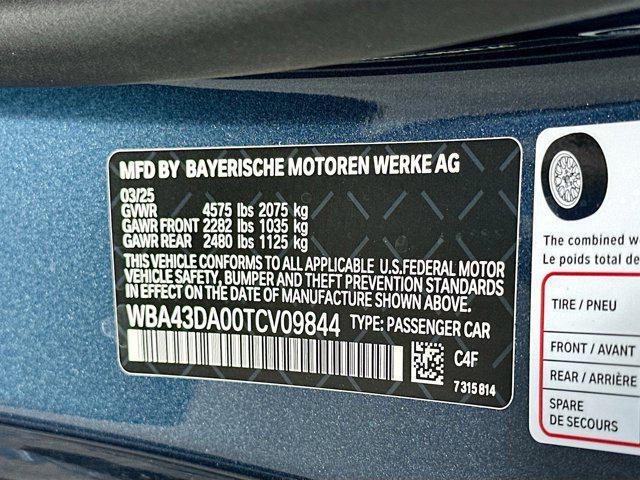 MFD BY BAYERISCHE MOTOREN WERKE AG
03/25
GVWR 4575 lbs 2075 kg
GAWR FRONT 2282 lbs 1035 kg
GAWR REAR 2480 lbs 1125 kg
THIS VEHICLE CONFORMS TO ALL APPLICABLE U.S.FEDERAL MOTOR
VEHICLE SAFETY, BUMPER AND THEFT PREVENTION STANDARDS
IN EFFECT ON THE DATE OF MANUFACTURE SHOWN ABOVE.
WBA43DA00TCV09844 TYPE: PASSENGER CAR
C4F
7315814
The combined w
Le poids total de
TIRE / PNEU
FRONT / AVANT
REAR / ARRIÈRE
SPARE
DE SECOURS